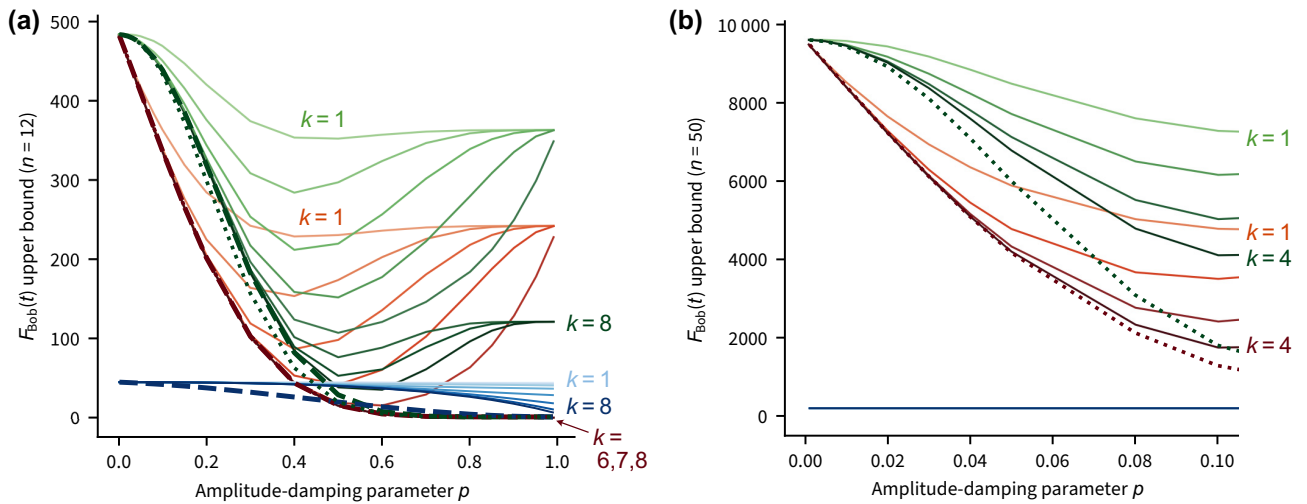 (a)
500
400
300
200
100
0
F_Bob(t) upper bound (n = 12)
k = 1
k = 1
k = 8
k = 1
k = 8
k =
6,7,8
0.0 0.2 0.4 0.6 0.8 1.0
Amplitude-damping parameter p
(b)
10 000
8000
6000
4000
2000
0
F_Bob(t) upper bound (n = 50)
k = 1
k = 1
k = 4
k = 4
0.00 0.02 0.04 0.06 0.08 0.10
Amplitude-damping parameter p